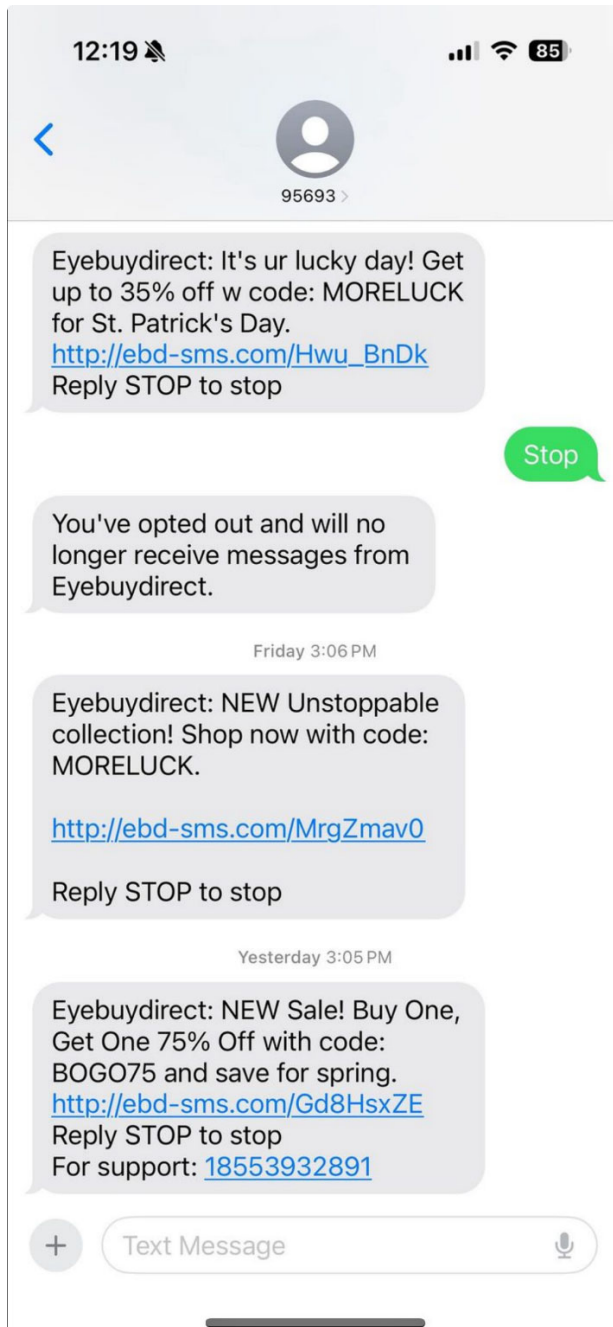 12:19
85
95693
Eyebuydirect: It's ur lucky day! Get
up to 35% off w code: MORELUCK
for St. Patrick's Day.
http://ebd-sms.com/Hwu_BnDk
Reply STOP to stop
Stop
You've opted out and will no
longer receive messages from
Eyebuydirect.
Friday 3:06 PM
Eyebuydirect: NEW Unstoppable
collection! Shop now with code:
MORELUCK.
http://ebd-sms.com/MrgZmav0
Reply STOP to stop
Yesterday 3:05 PM
Eyebuydirect: NEW Sale! Buy One,
Get One 75% Off with code:
BOGO75 and save for spring.
http://ebd-sms.com/Gd8HsxZE
Reply STOP to stop
For support: 18553932891
Text Message